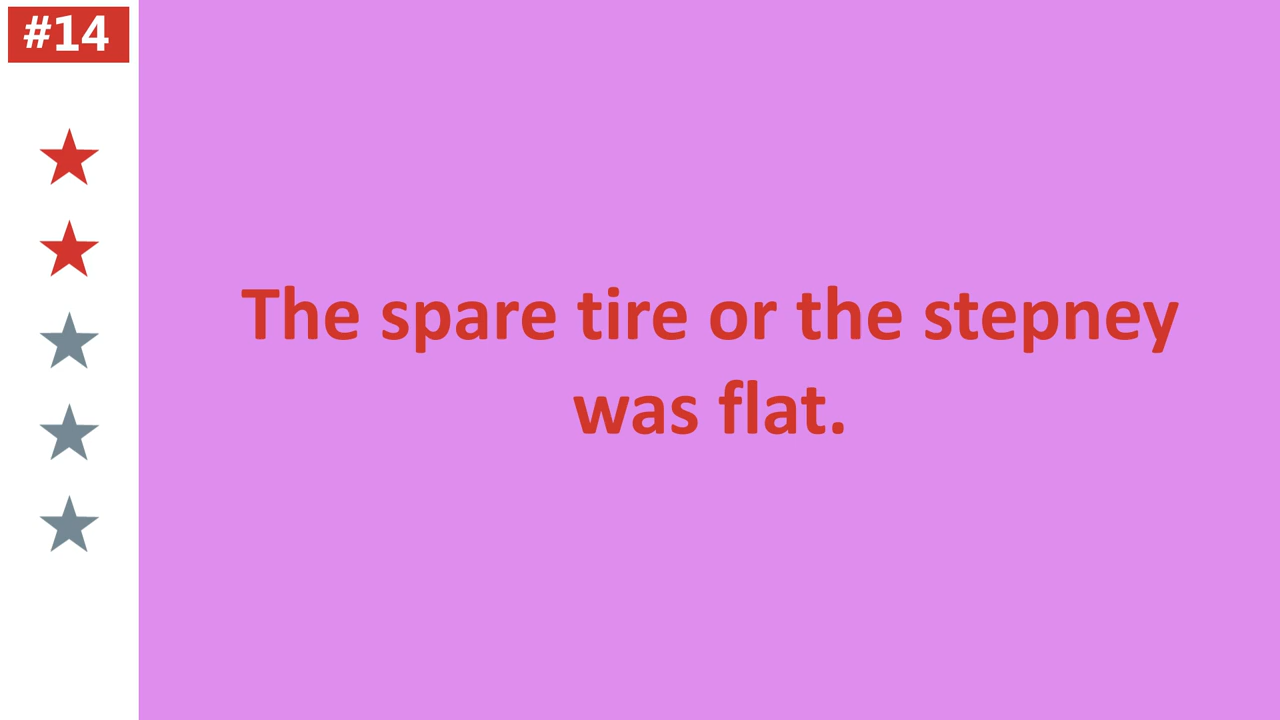 #14
The spare tire or the stepney
was flat.